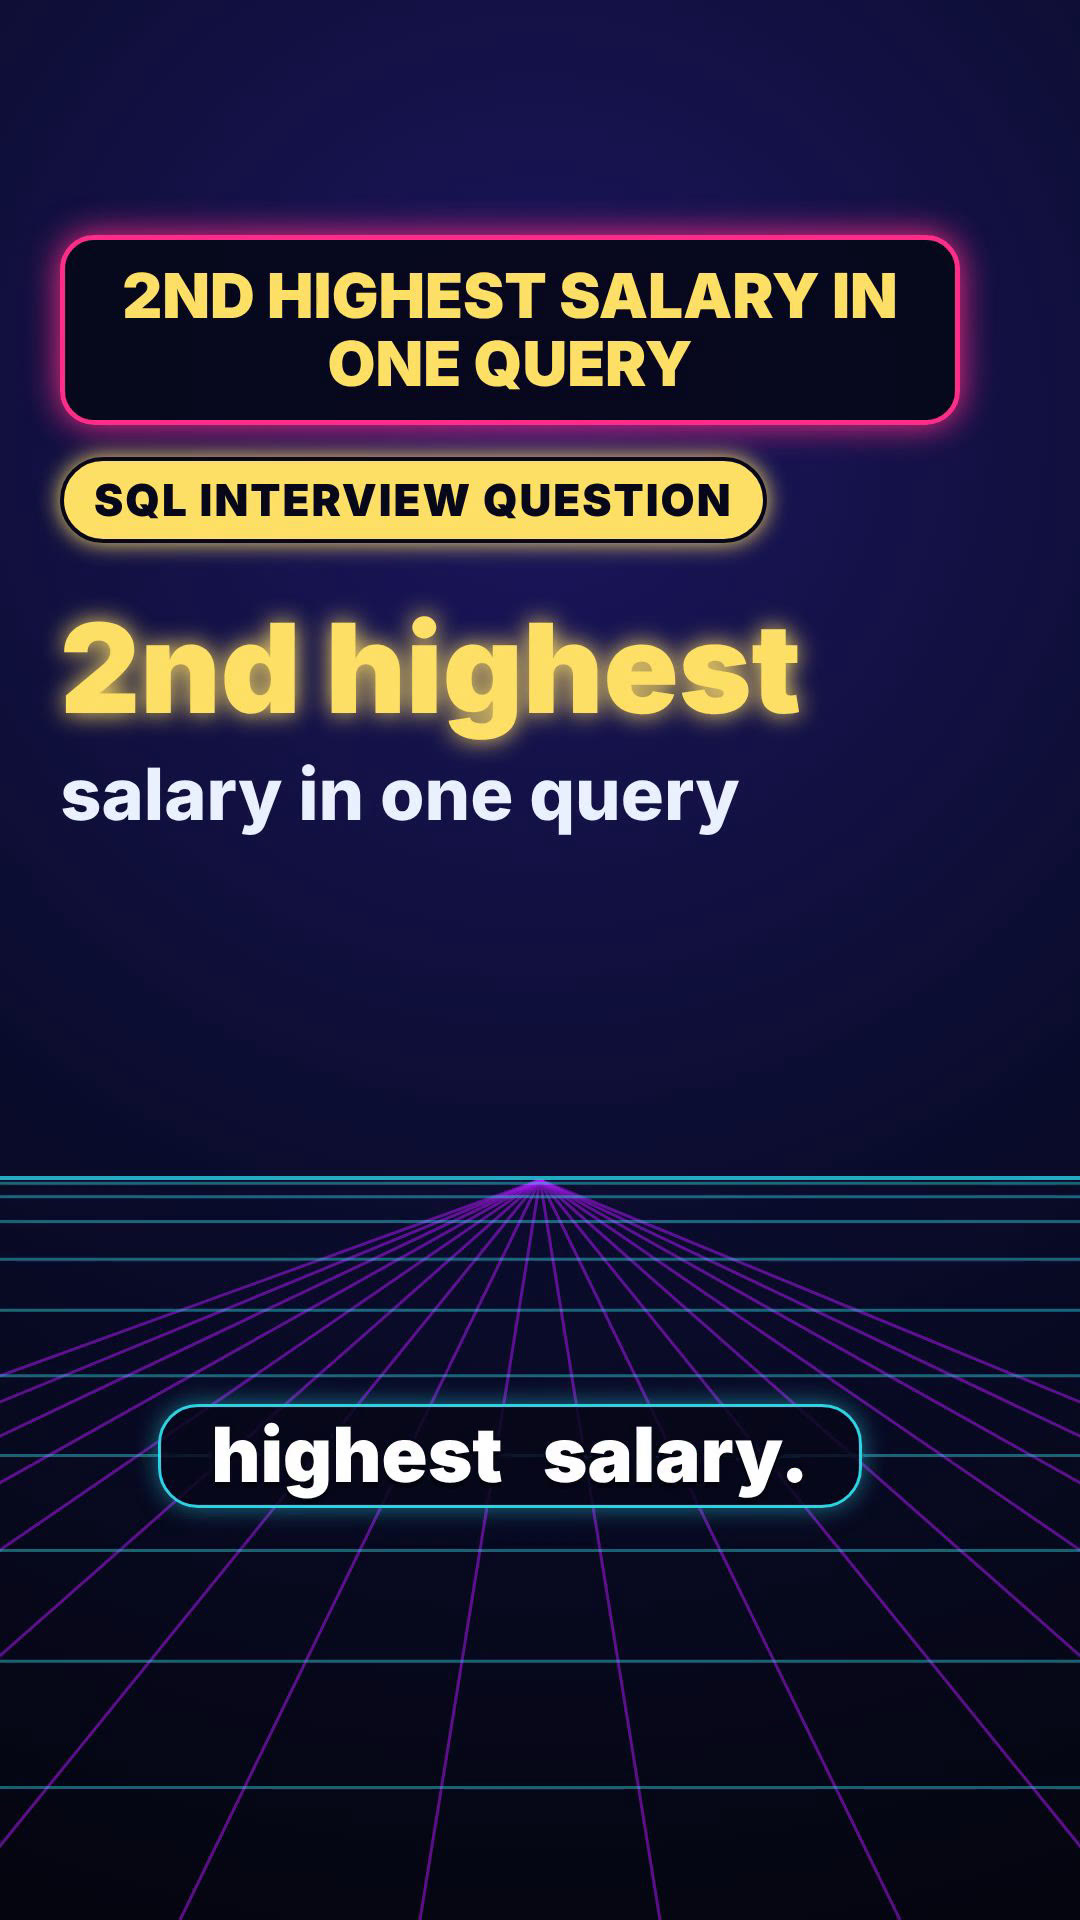 2ND HIGHEST SALARY IN
ONE QUERY
SQL INTERVIEW QUESTION
2nd highest
salary in one query
highest salary.